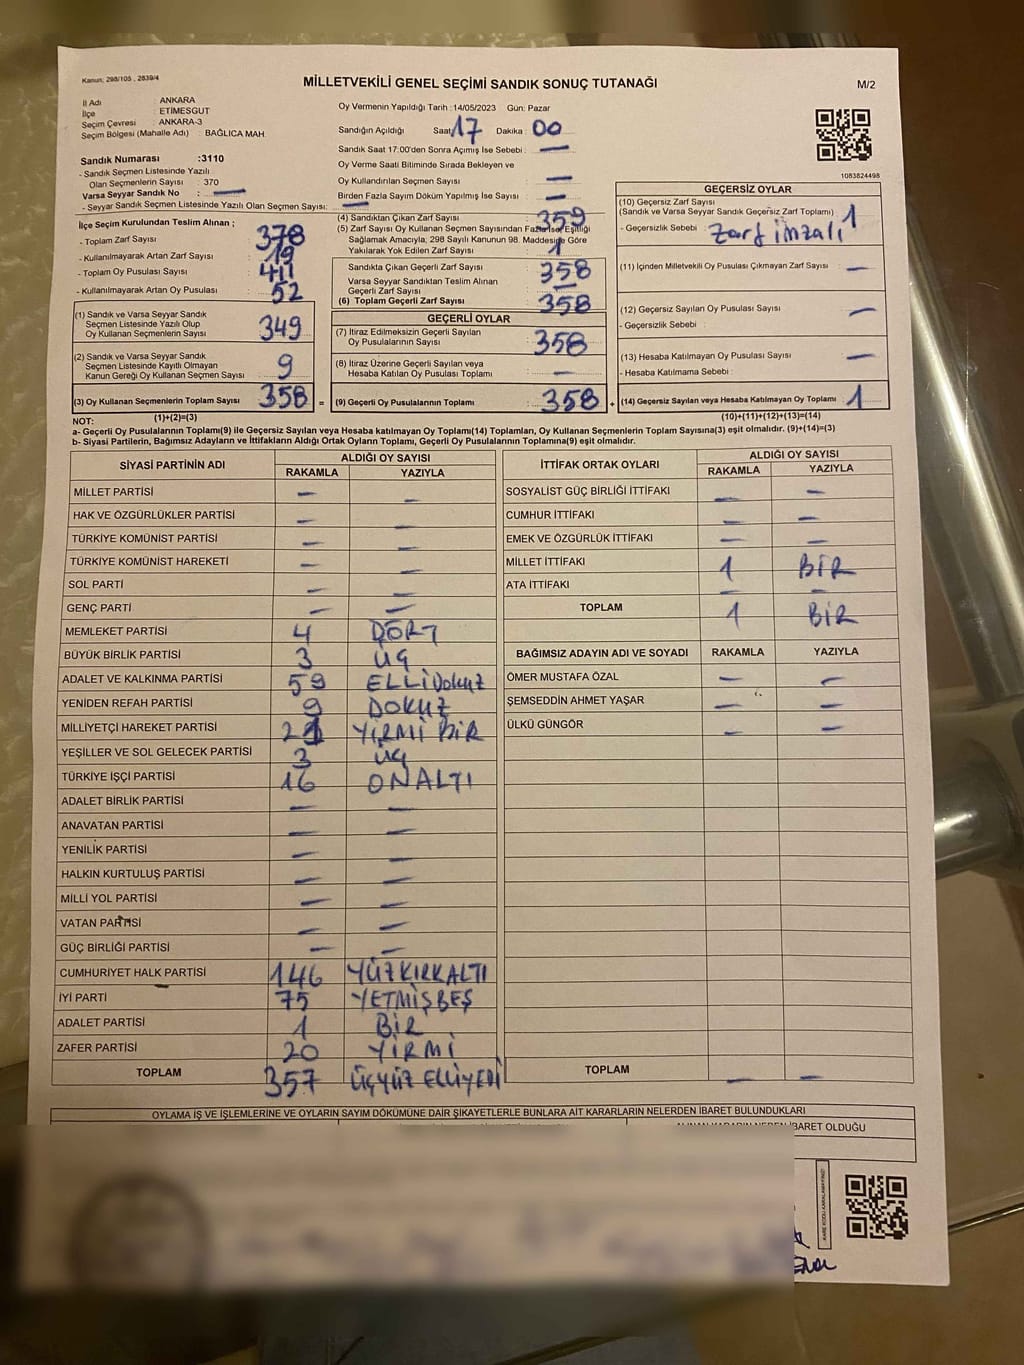 Kanun: 298/105 , 2839/4
MİLLETVEKİLİ GENEL SEÇİMİ SANDIK SONUÇ TUTANAĞI
M/2
İl Adı : ANKARA
İlçe : ETİMESGUT
Seçim Çevresi : ANKARA-3
Seçim Bölgesi (Mahalle Adı) : BAĞLICA MAH.
Oy Vermenin Yapıldığı Tarih : 14/05/2023 Gün: Pazar
Sandığın Açıldığı Saat 17 Dakika : 00
Sandık Saat 17:00'den Sonra Açımış İse Sebebi : —
Oy Verme Saati Bitiminde Sırada Bekleyen ve
Oy Kullandırılan Seçmen Sayısı —
Birden Fazla Sayım Döküm Yapılmış İse Sayısı —
1083824498
Sandık Numarası :3110
- Sandık Seçmen Listesinde Yazılı
Olan Seçmenlerin Sayısı : 370
Varsa Seyyar Sandık No : —
- Seyyar Sandık Seçmen Listesinde Yazılı Olan Seçmen Sayısı: —
İlçe Seçim Kurulundan Teslim Alınan ;
- Toplam Zarf Sayısı 378
- Kullanılmayarak Artan Zarf Sayısı 19
- Toplam Oy Pusulası Sayısı 411
- Kullanılmayarak Artan Oy Pusulası 52
(1) Sandık ve Varsa Seyyar Sandık
Seçmen Listesinde Yazılı Olup
Oy Kullanan Seçmenlerin Sayısı 349
(2) Sandık ve Varsa Seyyar Sandık
Seçmen Listesinde Kayıtlı Olmayan
Kanun Gereği Oy Kullanan Seçmen Sayısı 9
(3) Oy Kullanan Seçmenlerin Toplam Sayısı 358 =
(1)+(2)=(3)
(4) Sandıktan Çıkan Zarf Sayısı 359
(5) Zarf Sayısı Oy Kullanan Seçmen Sayısından Fazla İse, Eşitliği
Sağlamak Amacıyla, 298 Sayılı Kanunun 98. Maddesine Göre
Yakılarak Yok Edilen Zarf Sayısı 1
Sandıkta Çıkan Geçerli Zarf Sayısı 358
Varsa Seyyar Sandıktan Teslim Alınan
Geçerli Zarf Sayısı —
(6) Toplam Geçerli Zarf Sayısı 358
GEÇERLİ OYLAR
(7) İtiraz Edilmeksizin Geçerli Sayılan
Oy Pusulalarının Sayısı 358
(8) İtiraz Üzerine Geçerli Sayılan veya
Hesaba Katılan Oy Pusulası Toplamı —
(9) Geçerli Oy Pusulalarının Toplamı 358 +
GEÇERSİZ OYLAR
(10) Geçersiz Zarf Sayısı
(Sandık ve Varsa Seyyar Sandık Geçersiz Zarf Toplamı) 1
- Geçersizlik Sebebi : Zarf imzalı
(11) İçinden Milletvekili Oy Pusulası Çıkmayan Zarf Sayısı —
(12) Geçersiz Sayılan Oy Pusulası Sayısı —
- Geçersizlik Sebebi :
(13) Hesaba Katılmayan Oy Pusulası Sayısı —
- Hesaba Katılmama Sebebi :
(14) Geçersiz Sayılan veya Hesaba Katılmayan Oy Toplamı 1
(10)+(11)+(12)+(13)=(14)
NOT:
a- Geçerli Oy Pusulalarının Toplamı(9) ile Geçersiz Sayılan veya Hesaba katılmayan Oy Toplamı(14) Toplamları, Oy Kullanan Seçmenlerin Toplam Sayısına(3) eşit olmalıdır. (9)+(14)=(3)
b- Siyasi Partilerin, Bağımsız Adayların ve İttifakların Aldığı Ortak Oyların Toplamı, Geçerli Oy Pusulalarının Toplamına(9) eşit olmalıdır.
SİYASİ PARTİNİN ADI ALDIĞI OY SAYISI
RAKAMLA YAZIYLA
MİLLET PARTİSİ — —
HAK VE ÖZGÜRLÜKLER PARTİSİ — —
TÜRKİYE KOMÜNİST PARTİSİ — —
TÜRKİYE KOMÜNİST HAREKETİ — —
SOL PARTİ — —
GENÇ PARTİ — —
MEMLEKET PARTİSİ 4 DÖRT
BÜYÜK BİRLİK PARTİSİ 3 ÜÇ
ADALET VE KALKINMA PARTİSİ 59 ELLİDOKUZ
YENİDEN REFAH PARTİSİ 9 DOKUZ
MİLLİYETÇİ HAREKET PARTİSİ 21 YİRMİ BİR
YEŞİLLER VE SOL GELECEK PARTİSİ 3 ÜÇ
TÜRKİYE İŞÇİ PARTİSİ 16 ONALTI
ADALET BİRLİK PARTİSİ — —
ANAVATAN PARTİSİ — —
YENİLİK PARTİSİ — —
HALKIN KURTULUŞ PARTİSİ — —
MİLLİ YOL PARTİSİ — —
VATAN PARTİSİ — —
GÜÇ BİRLİĞİ PARTİSİ — —
CUMHURİYET HALK PARTİSİ 146 YÜZKIRKALTI
İYİ PARTİ 75 YETMİŞBEŞ
ADALET PARTİSİ 1 BİR
ZAFER PARTİSİ 20 YİRMİ
TOPLAM 357 ÜÇYÜZ ELLİYEDİ
İTTİFAK ORTAK OYLARI ALDIĞI OY SAYISI
RAKAMLA YAZIYLA
SOSYALİST GÜÇ BİRLİĞİ İTTİFAKI — —
CUMHUR İTTİFAKI — —
EMEK VE ÖZGÜRLÜK İTTİFAKI — —
MİLLET İTTİFAKI 1 BİR
ATA İTTİFAKI — —
TOPLAM 1 BİR
BAĞIMSIZ ADAYIN ADI VE SOYADI RAKAMLA YAZIYLA
ÖMER MUSTAFA ÖZAL — —
ŞEMSEDDİN AHMET YAŞAR — —
ÜLKÜ GÜNGÖR — —
TOPLAM — —
OYLAMA İŞ VE İŞLEMLERİNE VE OYLARIN SAYIM DÖKÜMÜNE DAİR ŞİKAYETLERLE BUNLARA AİT KARARLARIN NELERDEN İBARET BULUNDUKLARI
İBARET OLDUĞU